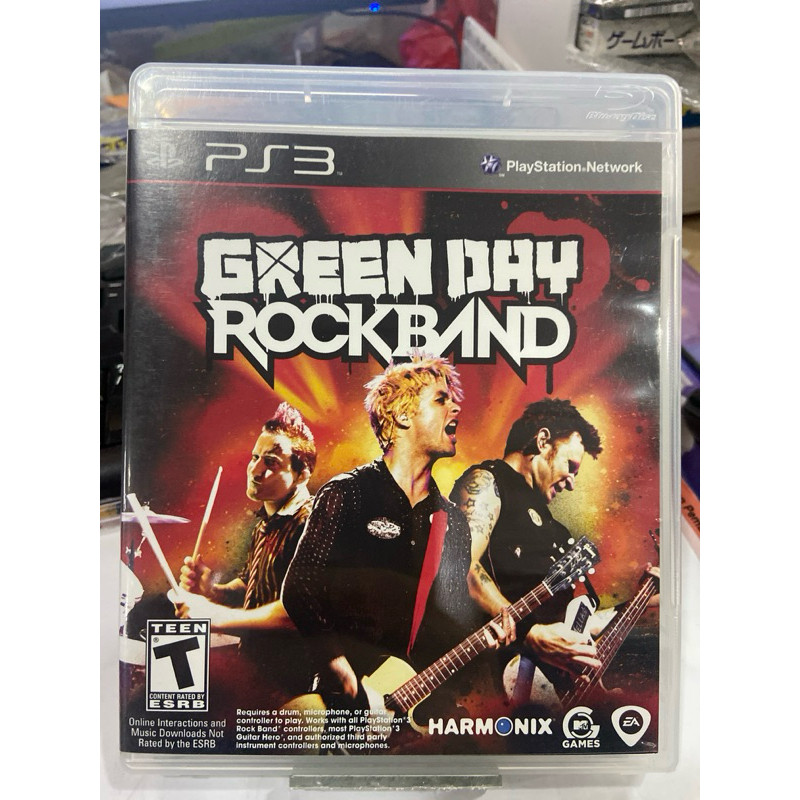 ゲームボー
PS3™
PlayStation®Network
GREEN DAY
ROCKBAND
TEEN
T
CONTENT RATED BY
ESRB
Online Interactions and
Music Downloads Not
Rated by the ESRB
Requires a drum, microphone, or guitar
controller to play. Works with all PlayStation®3
Rock Band® controllers, most PlayStation®3
Guitar Hero®, and authorized third party
instrument controllers and microphones.
HARMONIX
G
MTV
GAMES
EA